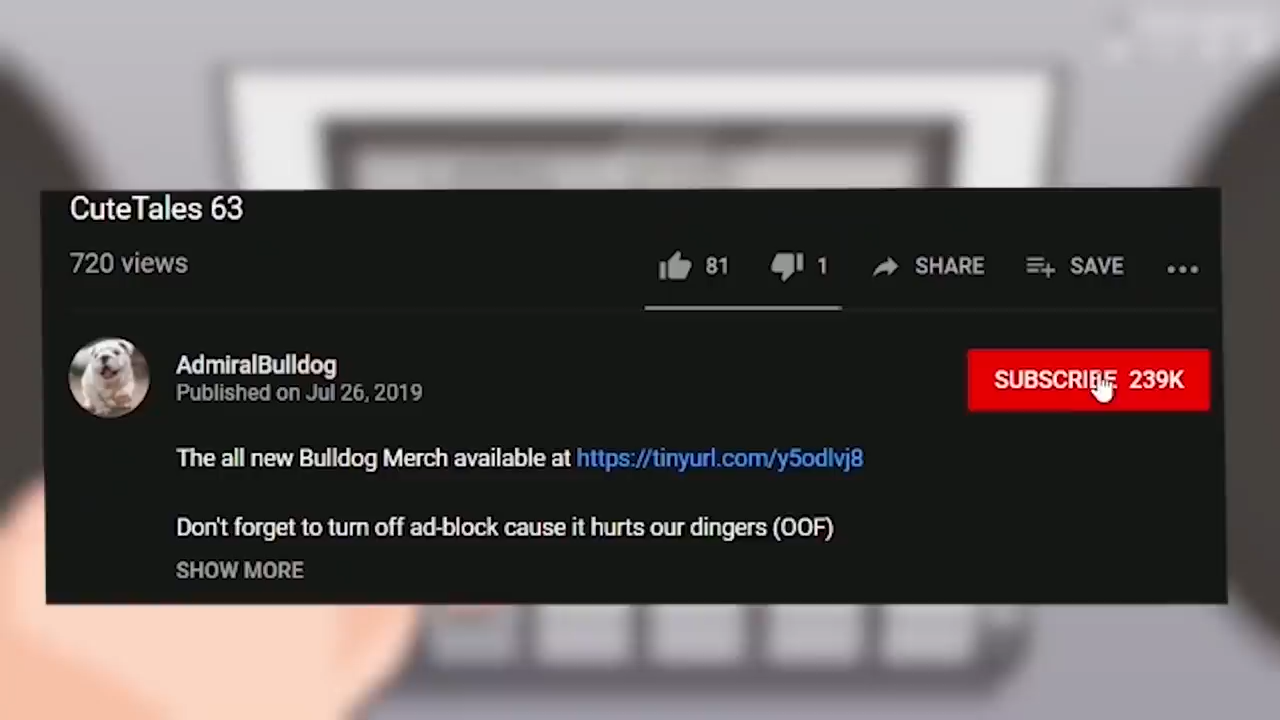 CuteTales 63
720 views
81 1 SHARE SAVE
AdmiralBulldog
Published on Jul 26, 2019
SUBSCRIBE 239K
The all new Bulldog Merch available at https://tinyurl.com/y5odlvj8
Don't forget to turn off ad-block cause it hurts our dingers (OOF)
SHOW MORE